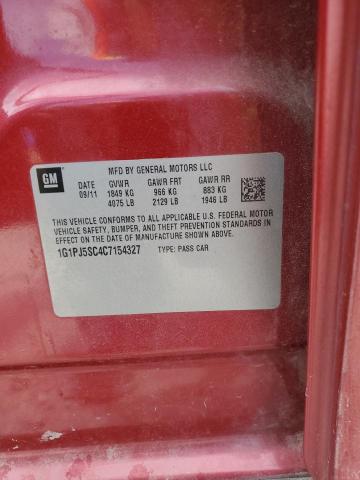 GM
MFD BY GENERAL MOTORS LLC
DATE GVWR GAWR FRT GAWR RR
09/11 1849 KG 966 KG 883 KG
4075 LB 2129 LB 1946 LB
THIS VEHICLE CONFORMS TO ALL APPLICABLE U.S. FEDERAL MOTOR
VEHICLE SAFETY, BUMPER, AND THEFT PREVENTION STANDARDS
IN EFFECT ON THE DATE OF MANUFACTURE SHOWN ABOVE.
1G1PJ5SC4C7154327 TYPE: PASS CAR